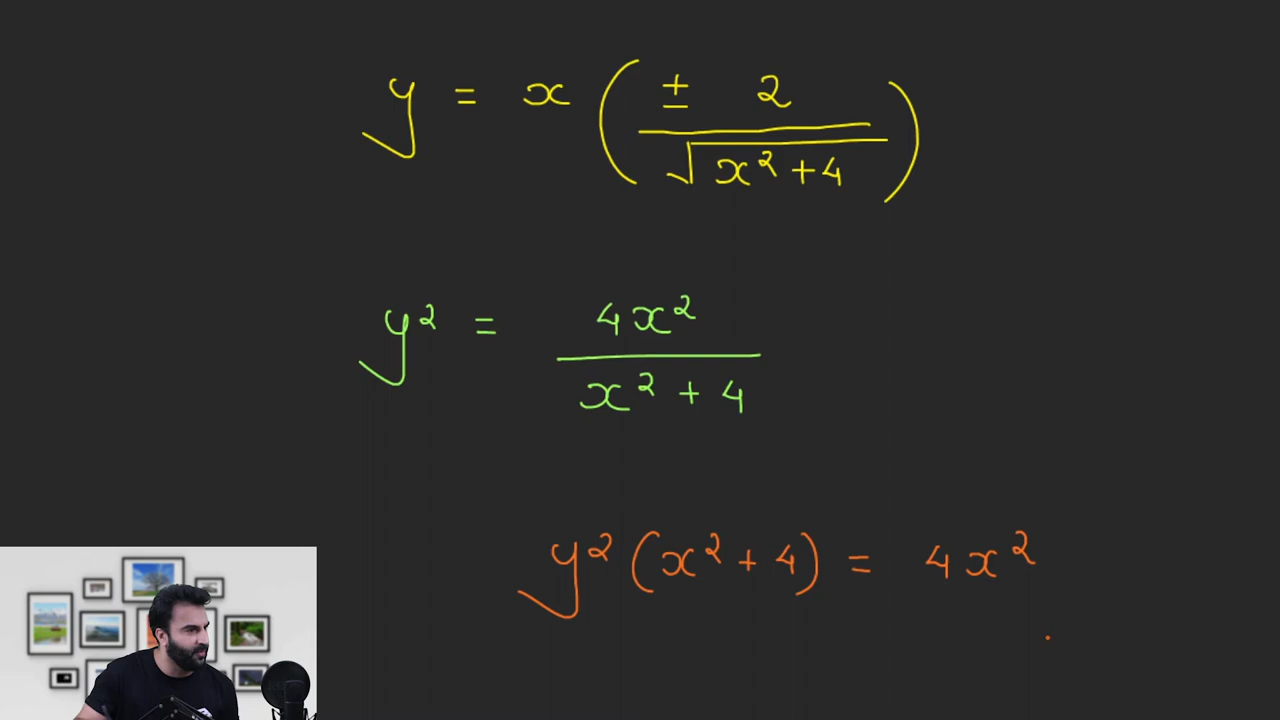 y = x ( ± 2 / √(x² + 4) )
y² = 4x² / (x² + 4)
y² (x² + 4) = 4x²